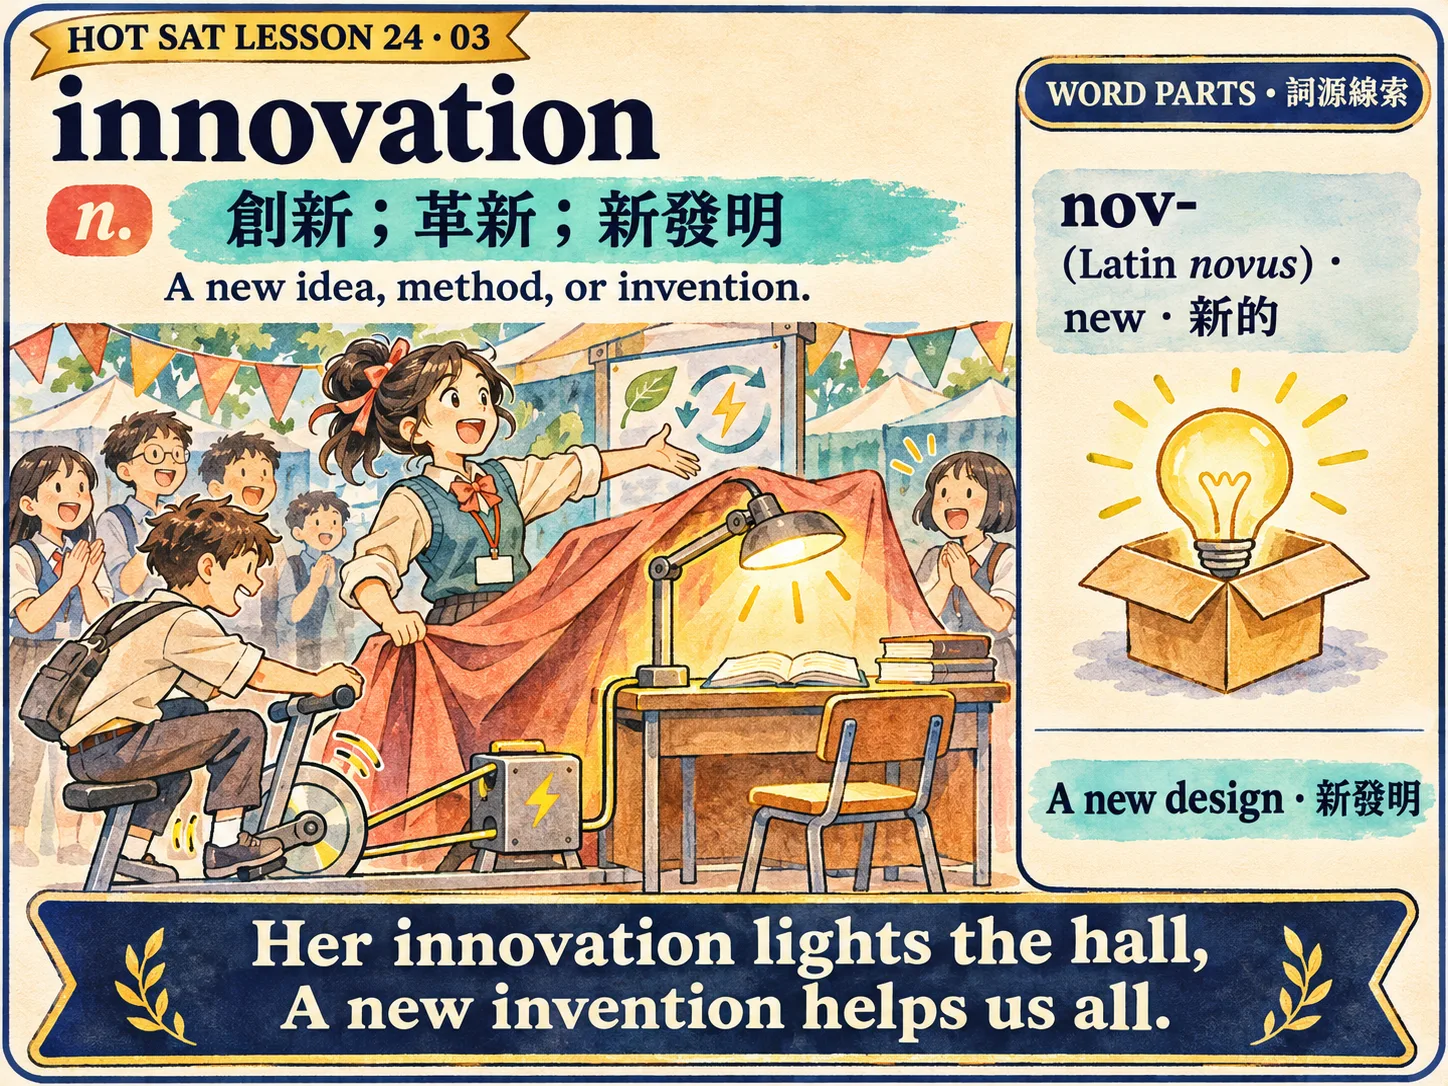 HOT SAT LESSON 24 · 03
innovation
n. 創新；革新；新發明
A new idea, method, or invention.
WORD PARTS · 詞源線索
nov-
(Latin novus) ·
new · 新的
A new design · 新發明
Her innovation lights the hall,
A new invention helps us all.